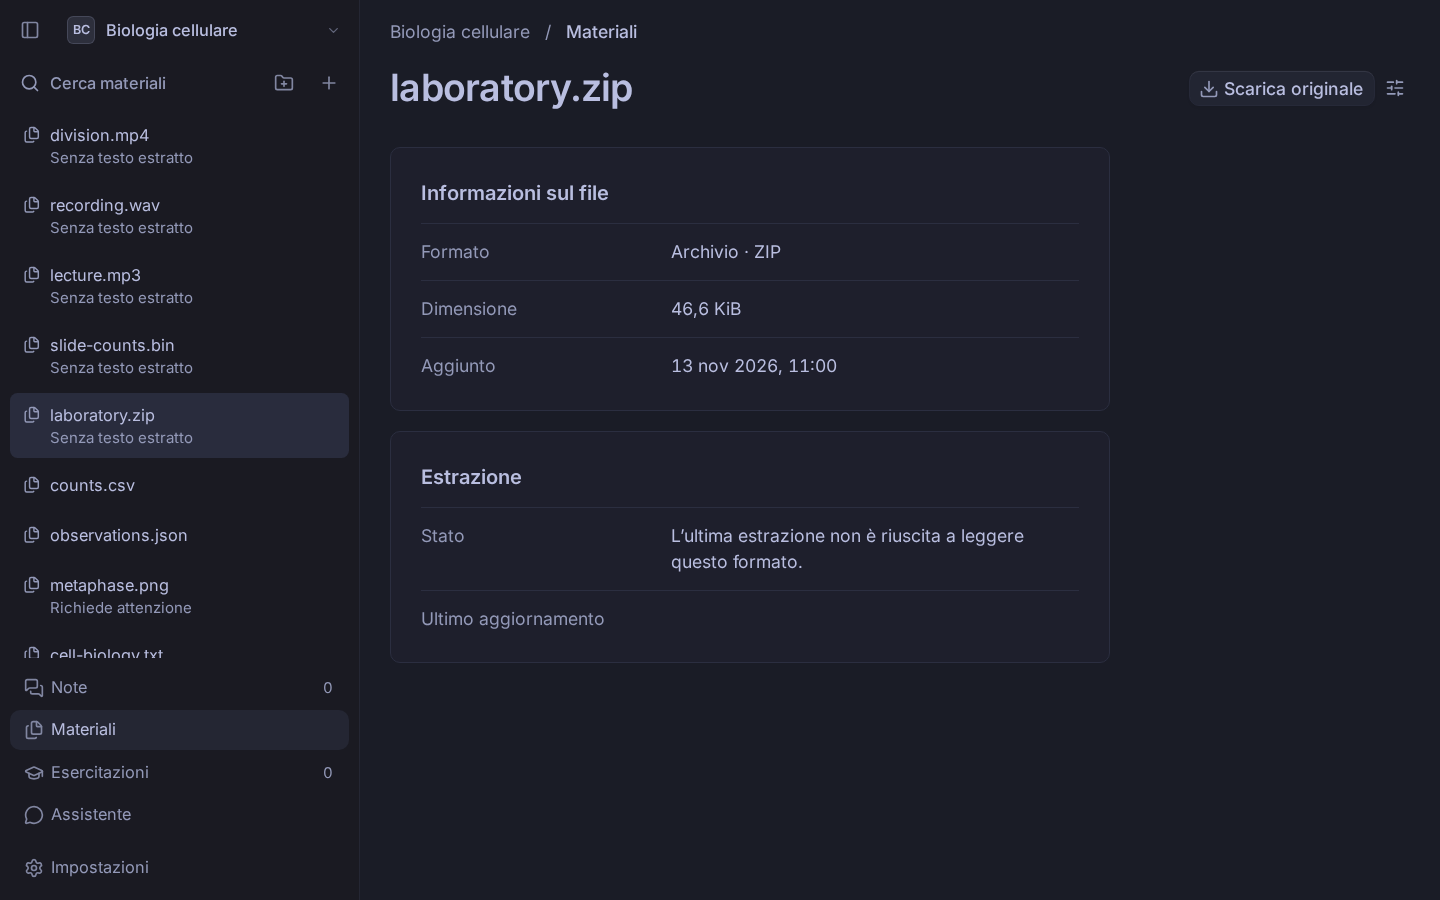 BC Biologia cellulare
Cerca materiali
division.mp4
Senza testo estratto
recording.wav
Senza testo estratto
lecture.mp3
Senza testo estratto
slide-counts.bin
Senza testo estratto
laboratory.zip
Senza testo estratto
counts.csv
observations.json
metaphase.png
Richiede attenzione
cell-biology.txt
Note 0
Materiali
Esercitazioni 0
Assistente
Impostazioni
Biologia cellulare / Materiali
laboratory.zip
Scarica originale
Informazioni sul file
Formato Archivio · ZIP
Dimensione 46,6 KiB
Aggiunto 13 nov 2026, 11:00
Estrazione
Stato L’ultima estrazione non è riuscita a leggere
questo formato.
Ultimo aggiornamento